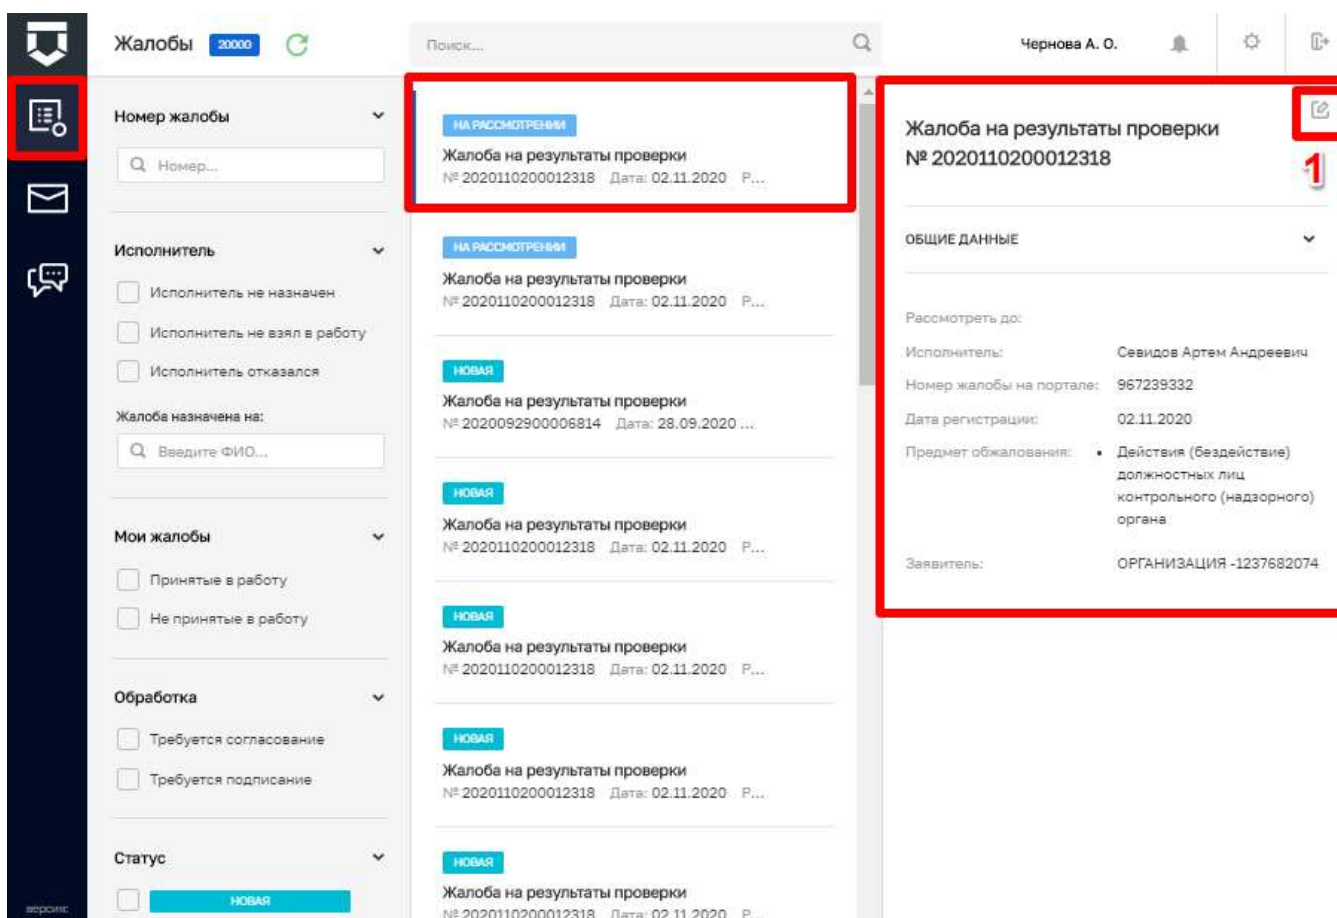 Жалобы 20000
Поиск...
Чернова А. О.
Номер жалобы
Номер...
Исполнитель
Исполнитель не назначен
Исполнитель не взял в работу
Исполнитель отказался
Жалоба назначена на:
Введите ФИО...
Мои жалобы
Принятые в работу
Не принятые в работу
Обработка
Требуется согласование
Требуется подписание
Статус
НОВАЯ
версия:
НА РАССМОТРЕНИИ
Жалоба на результаты проверки
№ 2020110200012318 Дата: 02.11.2020 Р...
НА РАССМОТРЕНИИ
Жалоба на результаты проверки
№ 2020110200012318 Дата: 02.11.2020 Р...
НОВАЯ
Жалоба на результаты проверки
№ 2020092900006814 Дата: 28.09.2020 ...
НОВАЯ
Жалоба на результаты проверки
№ 2020110200012318 Дата: 02.11.2020 Р...
НОВАЯ
Жалоба на результаты проверки
№ 2020110200012318 Дата: 02.11.2020 Р...
НОВАЯ
Жалоба на результаты проверки
№ 2020110200012318 Дата: 02.11.2020 Р...
НОВАЯ
Жалоба на результаты проверки
№ 2020110200012318 Дата: 02.11.2020 Р...
Жалоба на результаты проверки
№ 2020110200012318
1
ОБЩИЕ ДАННЫЕ
Рассмотреть до:
Исполнитель: Севидов Артем Андреевич
Номер жалобы на портале: 967239332
Дата регистрации: 02.11.2020
Предмет обжалования: • Действия (бездействие)
должностных лиц
контрольного (надзорного)
органа
Заявитель: ОРГАНИЗАЦИЯ -1237682074